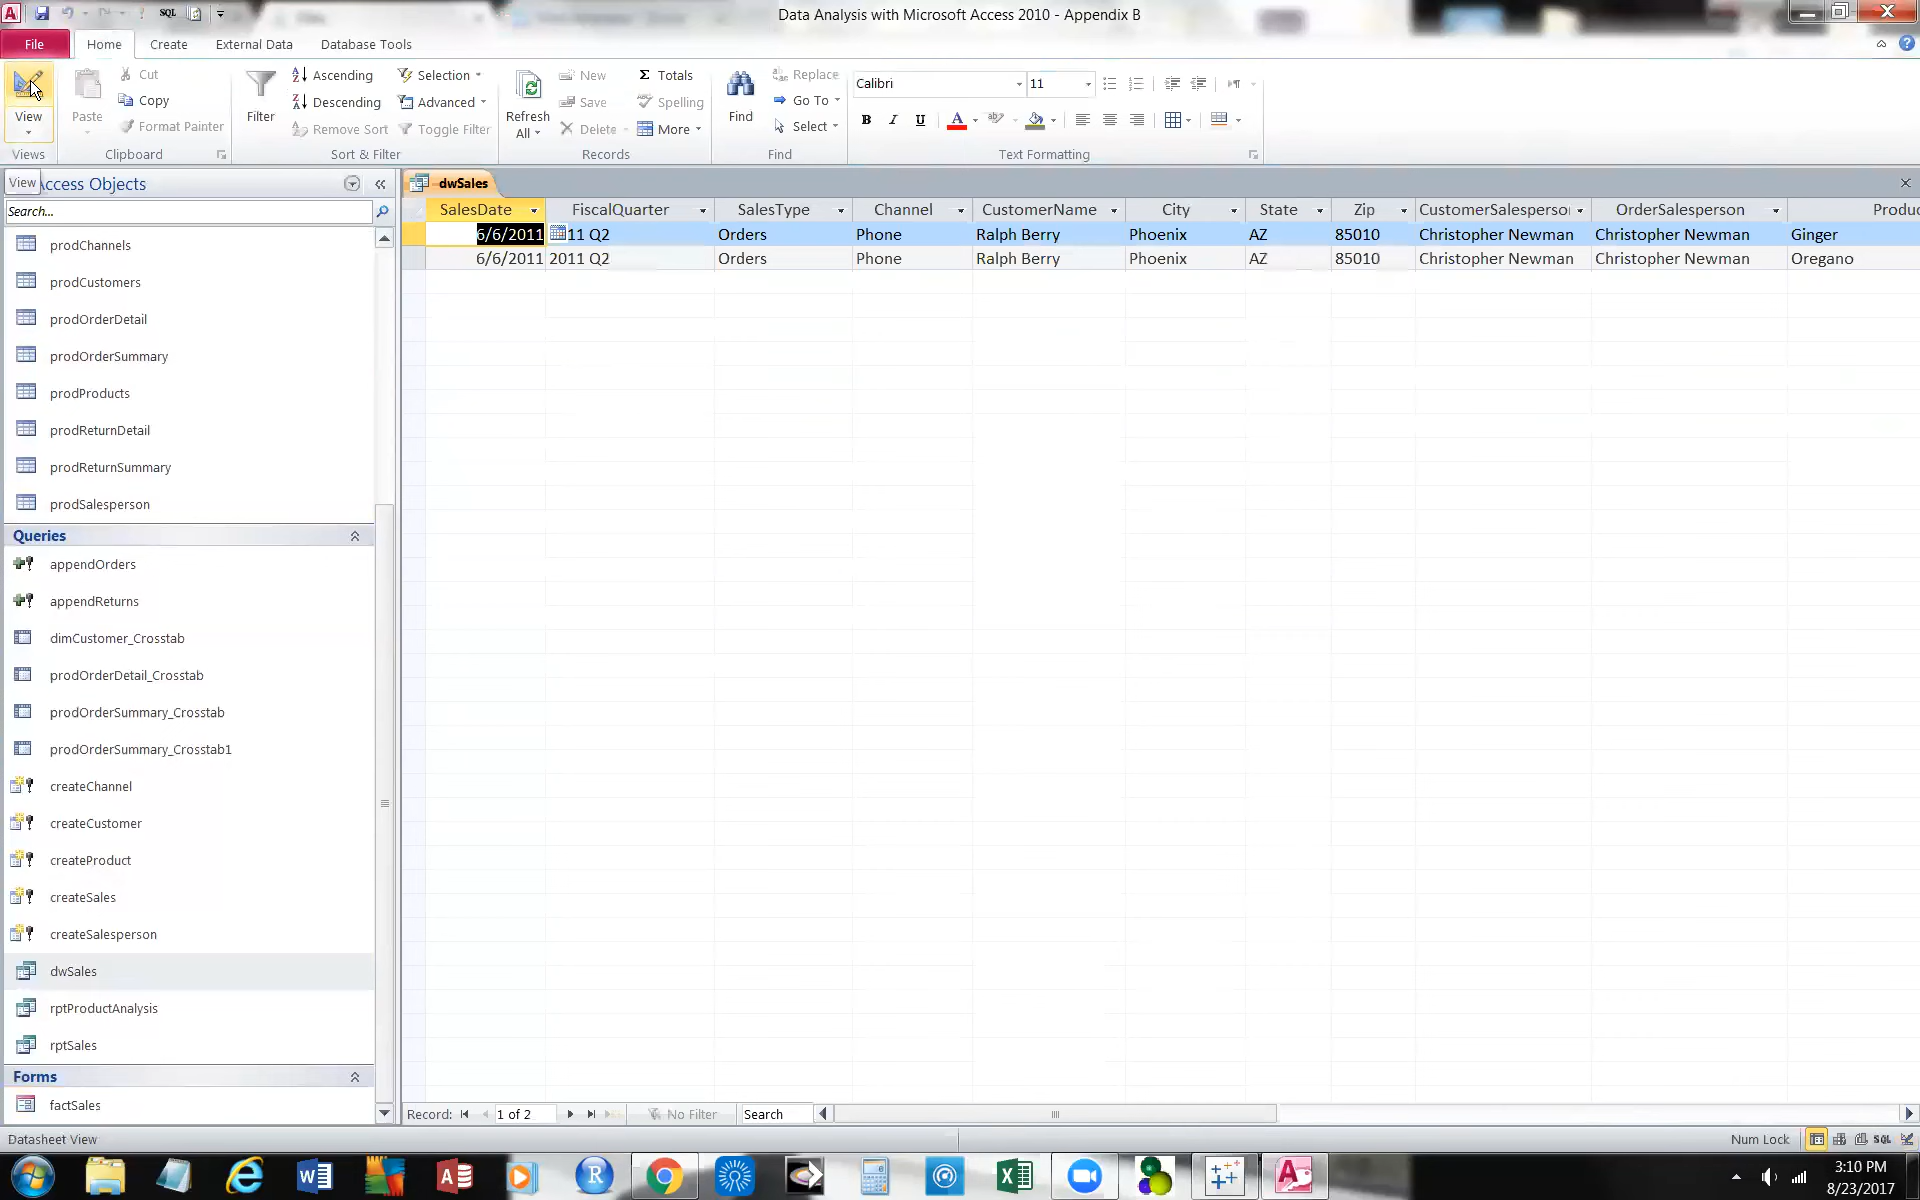 SQL
Data Analysis with Microsoft Access 2010 - Appendix B
File Home Create External Data Database Tools
View
Views
Paste
Cut
Copy
Format Painter
Clipboard
Filter
Ascending
Descending
Remove Sort
Selection
Advanced
Toggle Filter
Sort & Filter
Refresh All
New
Save
Delete
Totals
Spelling
More
Records
Find
Replace
Go To
Select
Find
Calibri 11
B I U A
Text Formatting
View
Access Objects
Search...
prodChannels
prodCustomers
prodOrderDetail
prodOrderSummary
prodProducts
prodReturnDetail
prodReturnSummary
prodSalesperson
Queries
appendOrders
appendReturns
dimCustomer_Crosstab
prodOrderDetail_Crosstab
prodOrderSummary_Crosstab
prodOrderSummary_Crosstab1
createChannel
createCustomer
createProduct
createSales
createSalesperson
dwSales
rptProductAnalysis
rptSales
Forms
factSales
dwSales
SalesDate FiscalQuarter SalesType Channel CustomerName City State Zip CustomerSalesperso OrderSalesperson Produc
6/6/2011 11 Q2 Orders Phone Ralph Berry Phoenix AZ 85010 Christopher Newman Christopher Newman Ginger
6/6/2011 2011 Q2 Orders Phone Ralph Berry Phoenix AZ 85010 Christopher Newman Christopher Newman Oregano
Record: 1 of 2 No Filter Search
Datasheet View
Num Lock
SQL
3:10 PM
8/23/2017